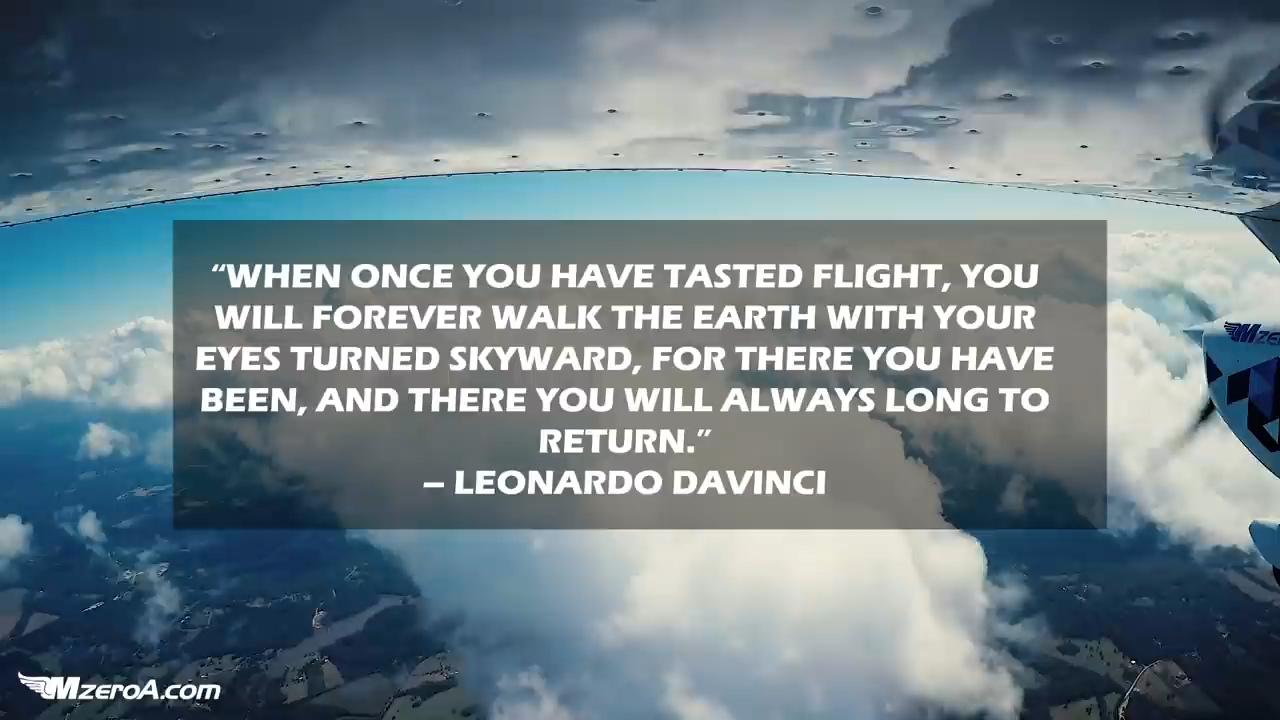 “WHEN ONCE YOU HAVE TASTED FLIGHT, YOU
WILL FOREVER WALK THE EARTH WITH YOUR
EYES TURNED SKYWARD, FOR THERE YOU HAVE
BEEN, AND THERE YOU WILL ALWAYS LONG TO
RETURN.”
– LEONARDO DAVINCI
MzeroA.com